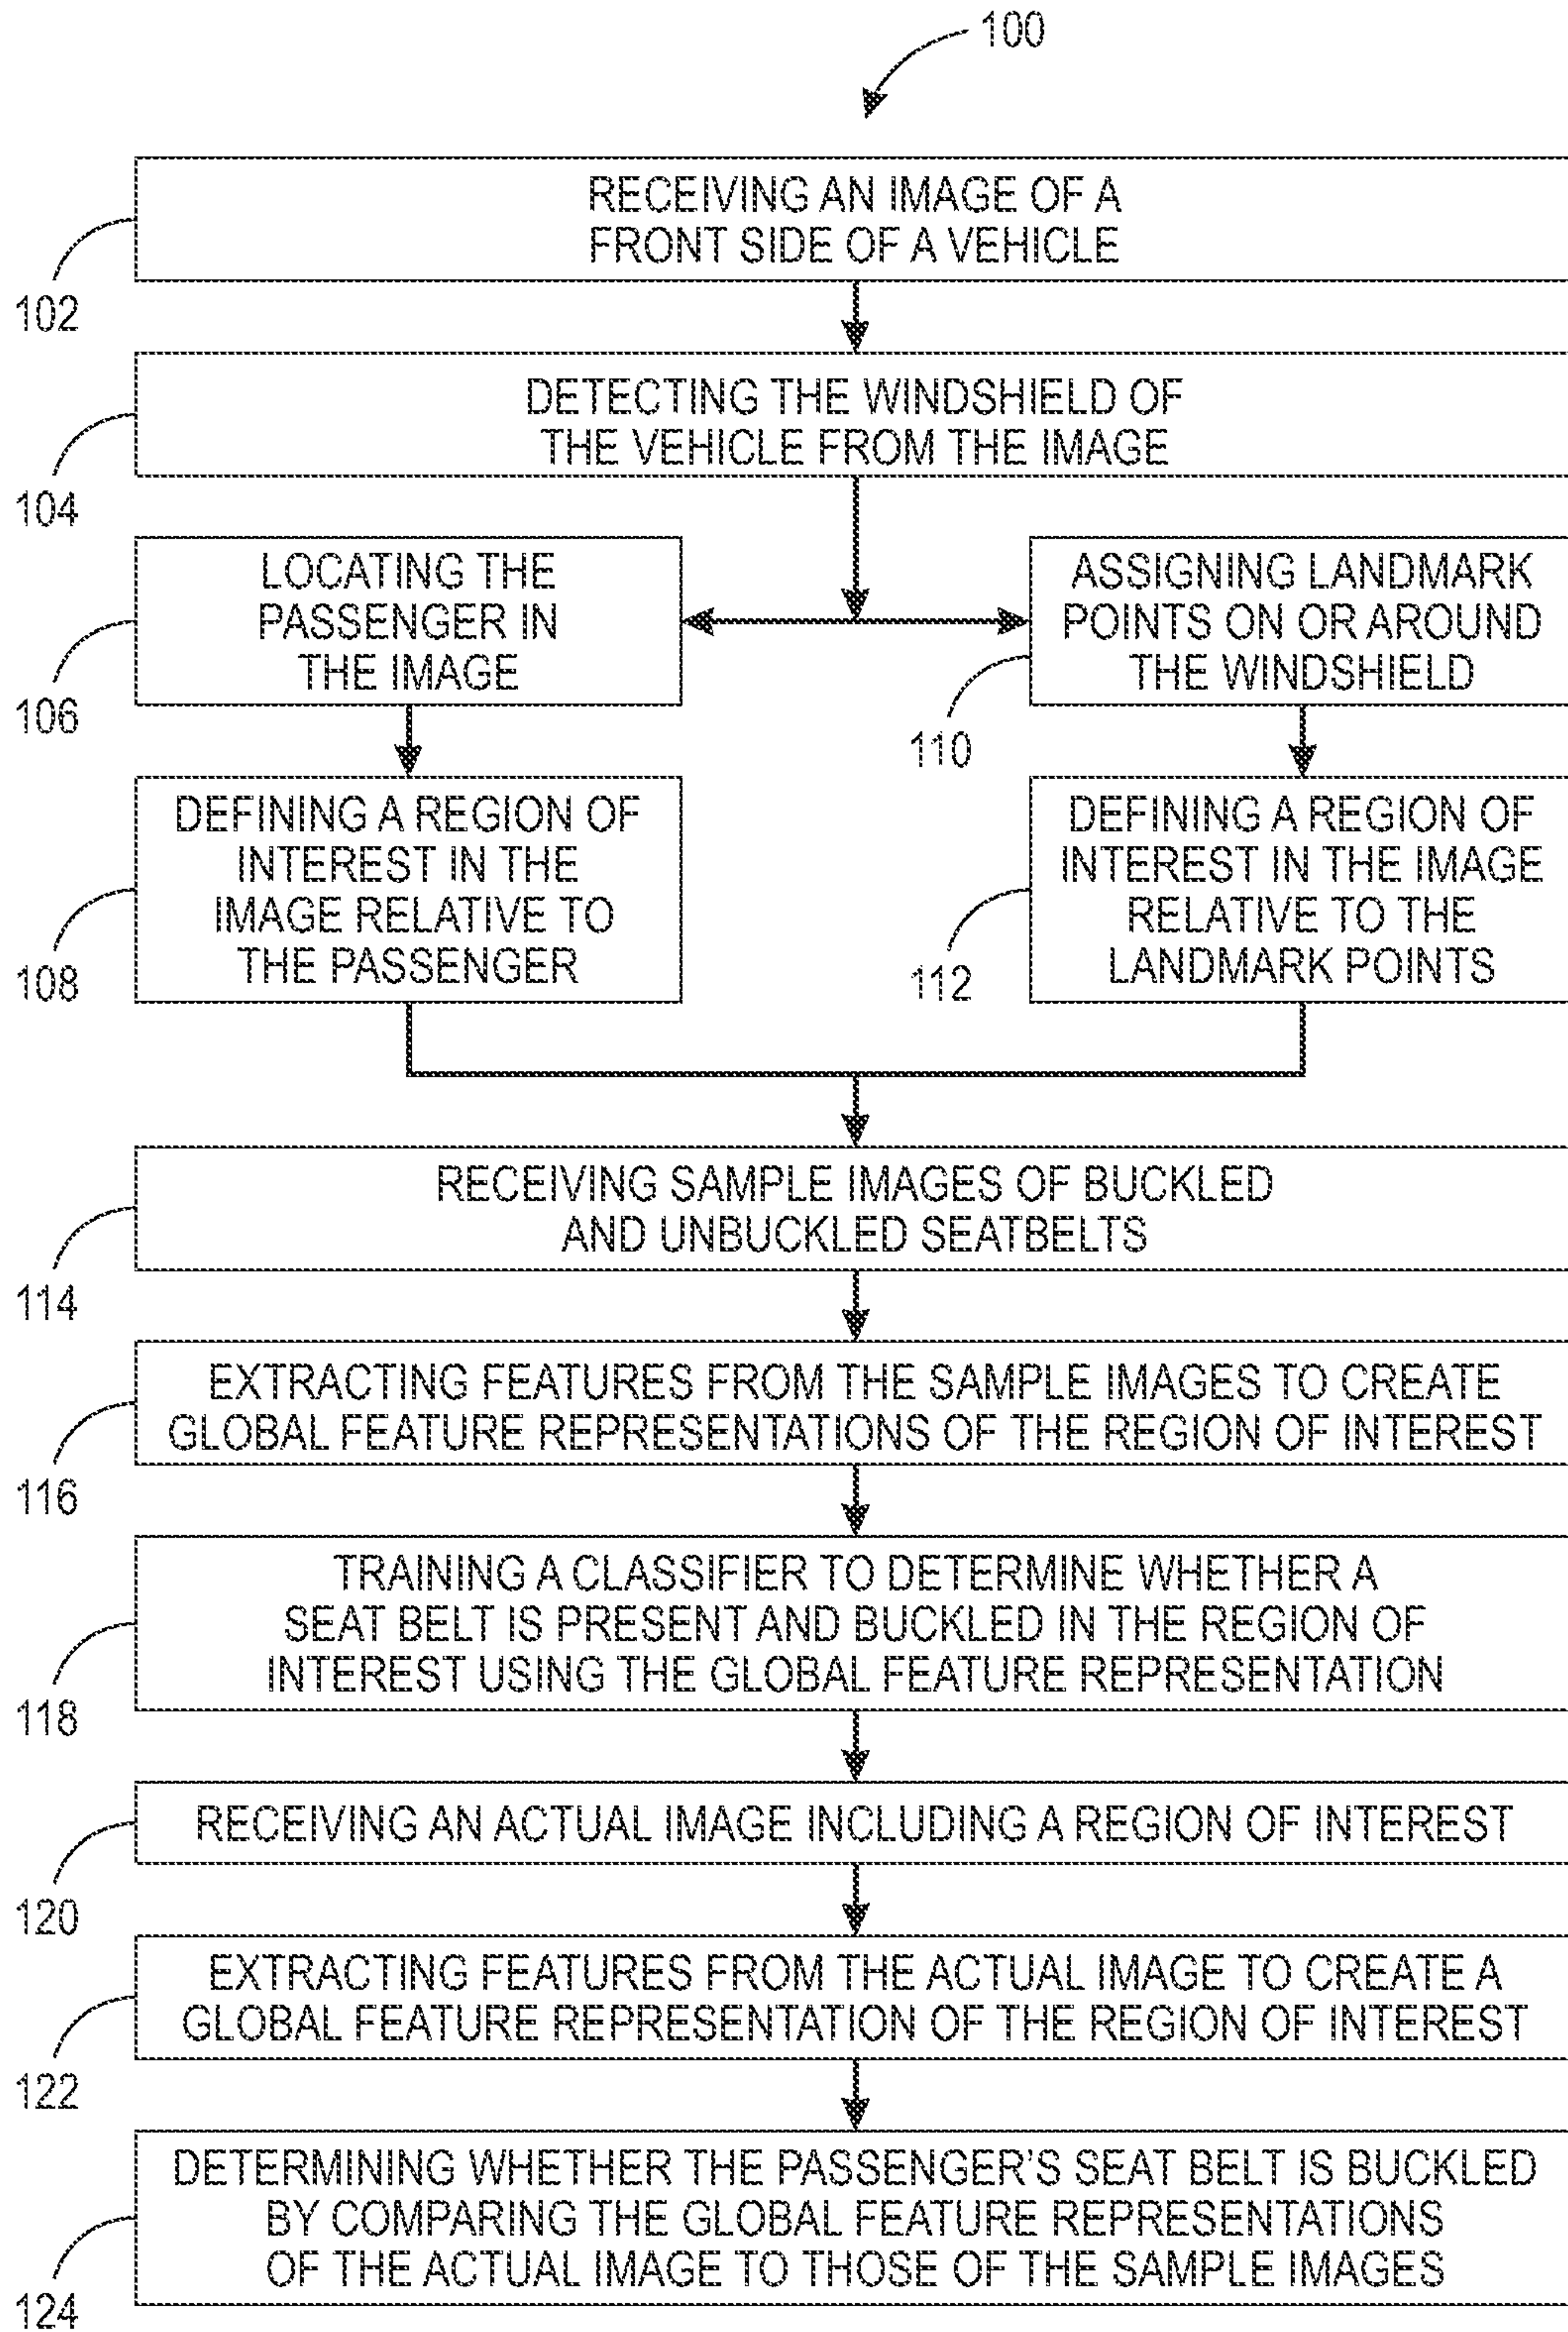 100
RECEIVING AN IMAGE OF A
FRONT SIDE OF A VEHICLE
102
DETECTING THE WINDSHIELD OF
THE VEHICLE FROM THE IMAGE
104
LOCATING THE
PASSENGER IN
THE IMAGE
106
ASSIGNING LANDMARK
POINTS ON OR AROUND
THE WINDSHIELD
110
DEFINING A REGION OF
INTEREST IN THE
IMAGE RELATIVE TO
THE PASSENGER
108
DEFINING A REGION OF
INTEREST IN THE IMAGE
RELATIVE TO THE
LANDMARK POINTS
112
RECEIVING SAMPLE IMAGES OF BUCKLED
AND UNBUCKLED SEATBELTS
114
EXTRACTING FEATURES FROM THE SAMPLE IMAGES TO CREATE
GLOBAL FEATURE REPRESENTATIONS OF THE REGION OF INTEREST
116
TRAINING A CLASSIFIER TO DETERMINE WHETHER A
SEAT BELT IS PRESENT AND BUCKLED IN THE REGION OF
INTEREST USING THE GLOBAL FEATURE REPRESENTATION
118
RECEIVING AN ACTUAL IMAGE INCLUDING A REGION OF INTEREST
120
EXTRACTING FEATURES FROM THE ACTUAL IMAGE TO CREATE A
GLOBAL FEATURE REPRESENTATION OF THE REGION OF INTEREST
122
DETERMINING WHETHER THE PASSENGER'S SEAT BELT IS BUCKLED
BY COMPARING THE GLOBAL FEATURE REPRESENTATIONS
OF THE ACTUAL IMAGE TO THOSE OF THE SAMPLE IMAGES
124